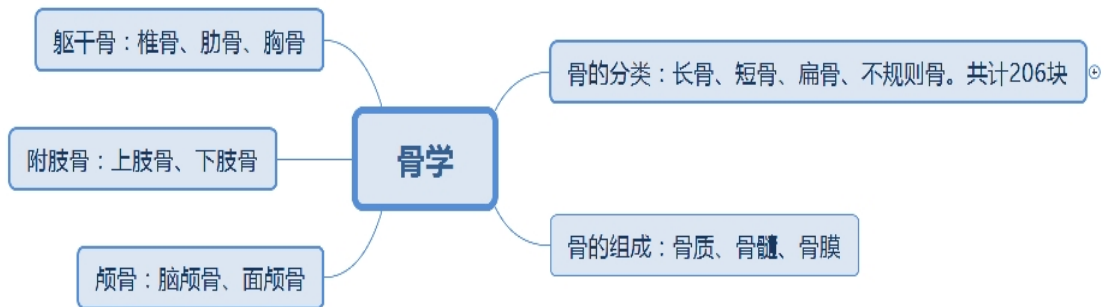 躯干骨：椎骨、肋骨、胸骨
附肢骨：上肢骨、下肢骨
颅骨：脑颅骨、面颅骨
骨学
骨的分类：长骨、短骨、扁骨、不规则骨。共计206块
骨的组成：骨质、骨髓、骨膜